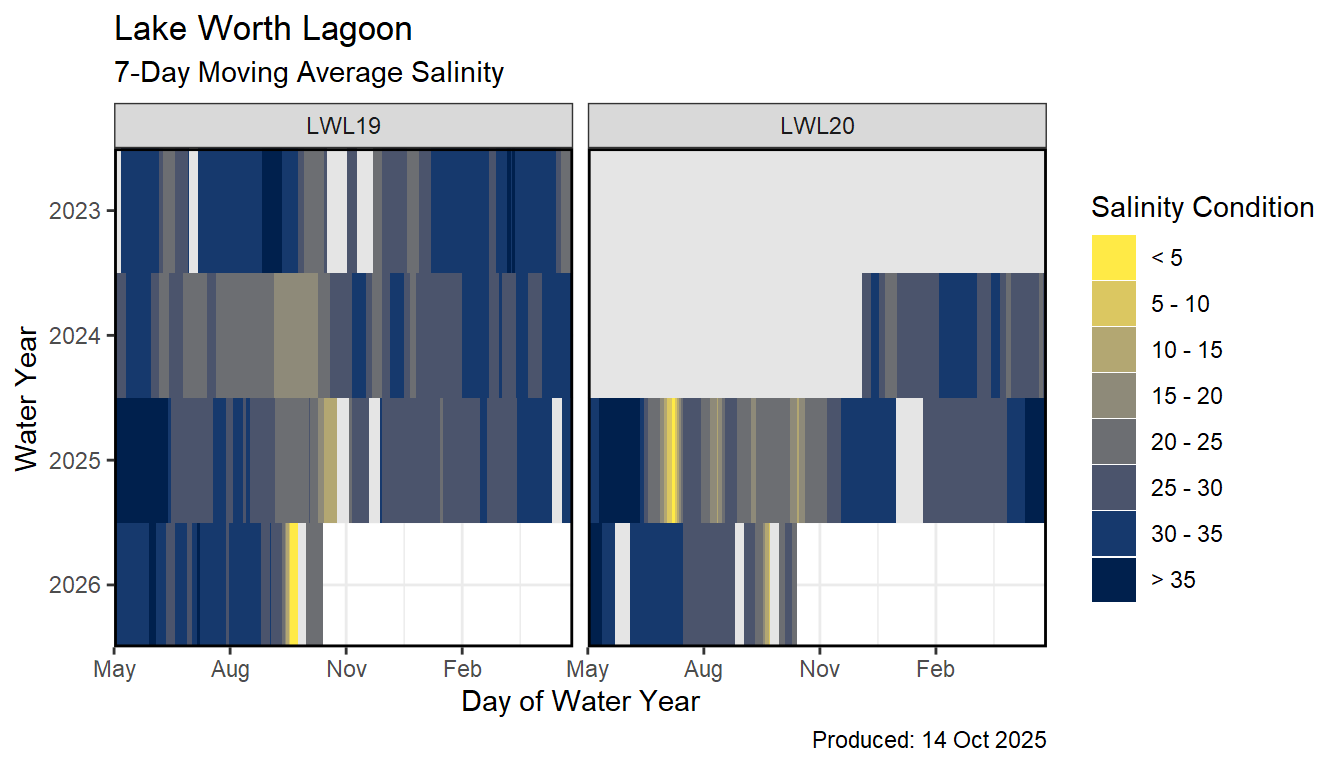 Lake Worth Lagoon
7-Day Moving Average Salinity
LWL19
LWL20
Water Year
2023
2024
2025
2026
May
Aug
Nov
Feb
May
Aug
Nov
Feb
Day of Water Year
Salinity Condition
< 5
5 - 10
10 - 15
15 - 20
20 - 25
25 - 30
30 - 35
> 35
Produced: 14 Oct 2025